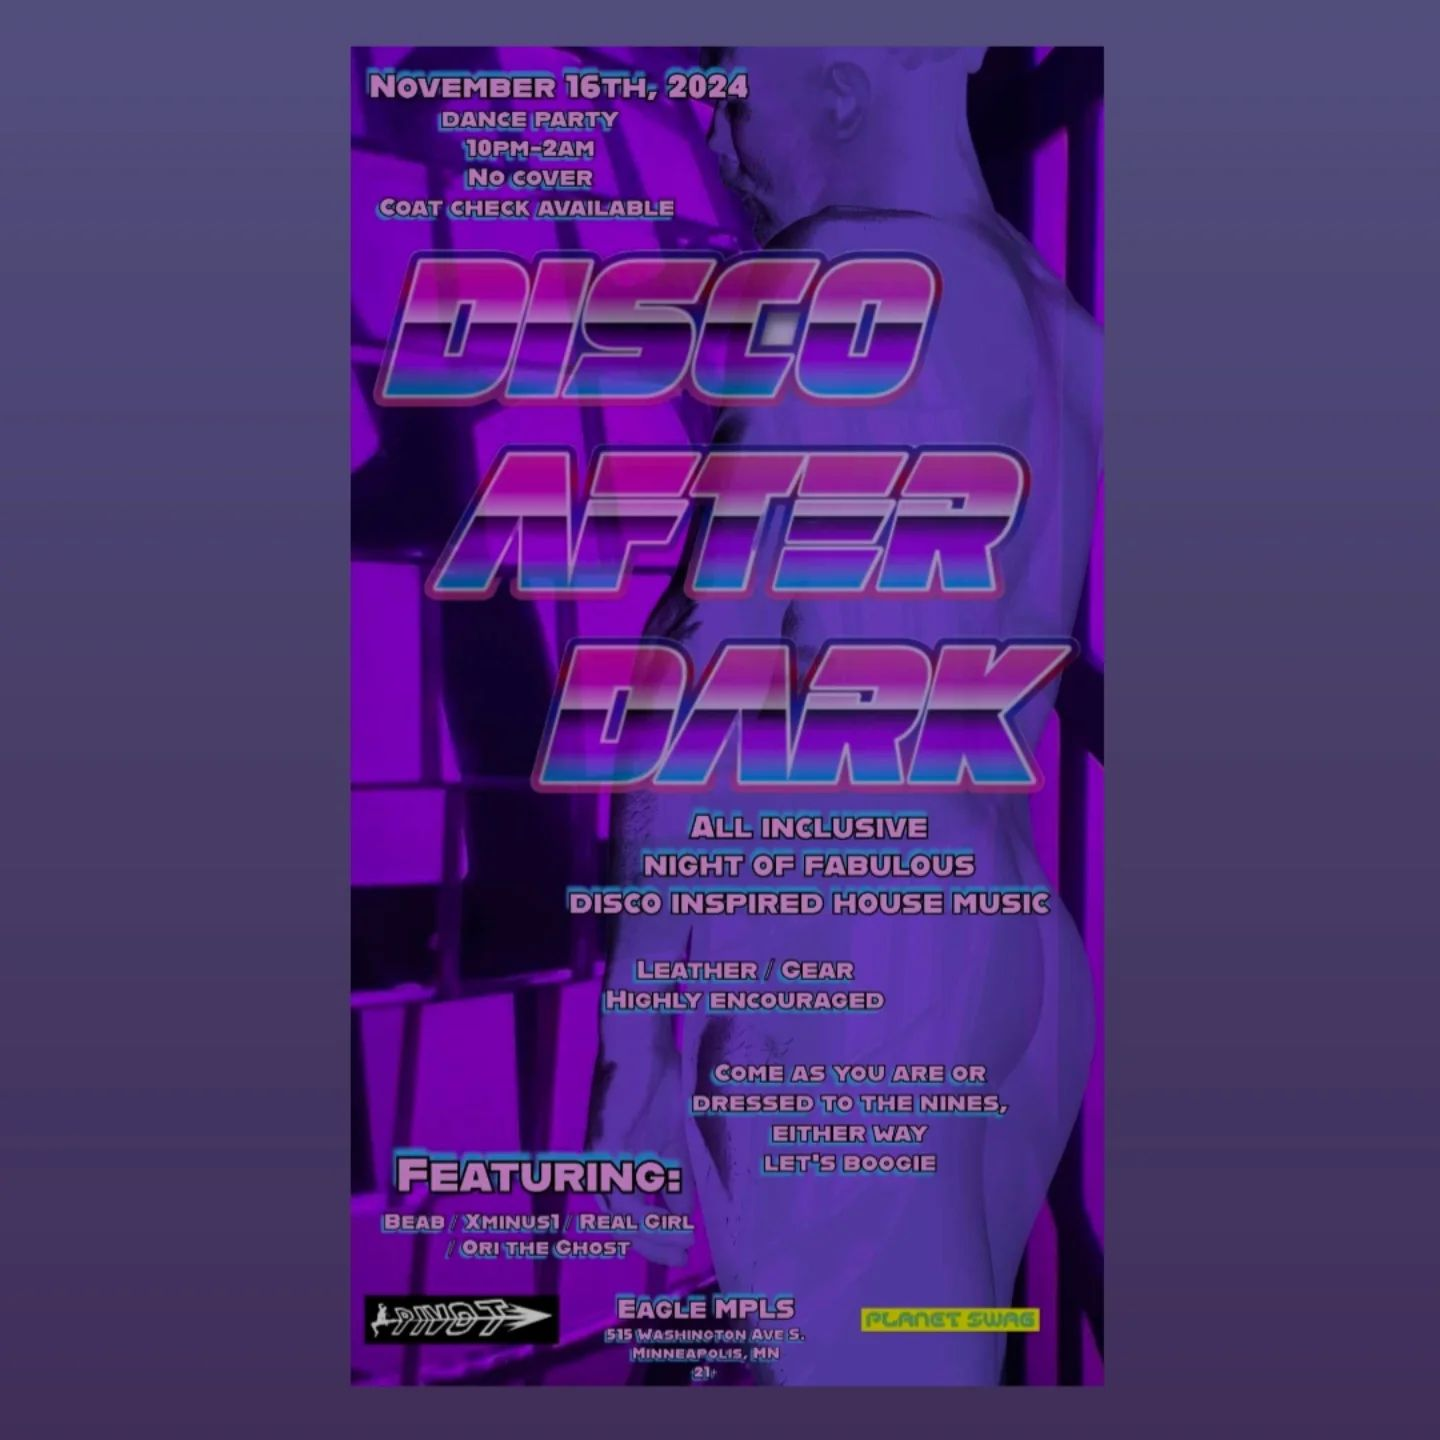 November 16th, 2024
Dance Party
10pm-2am
No cover
Coat check available
DISCO
AFTER
DARK
All inclusive
night of fabulous
disco inspired house music
Leather / Gear
Highly encouraged
Come as you are or
dressed to the nines,
either way
let's boogie
Featuring:
Beab / Xminus1 / Real Girl
/ Ori the Ghost
PIVOT
Eagle MPLS
515 Washington Ave S.
Minneapolis, MN
21+
PLANET SWAG